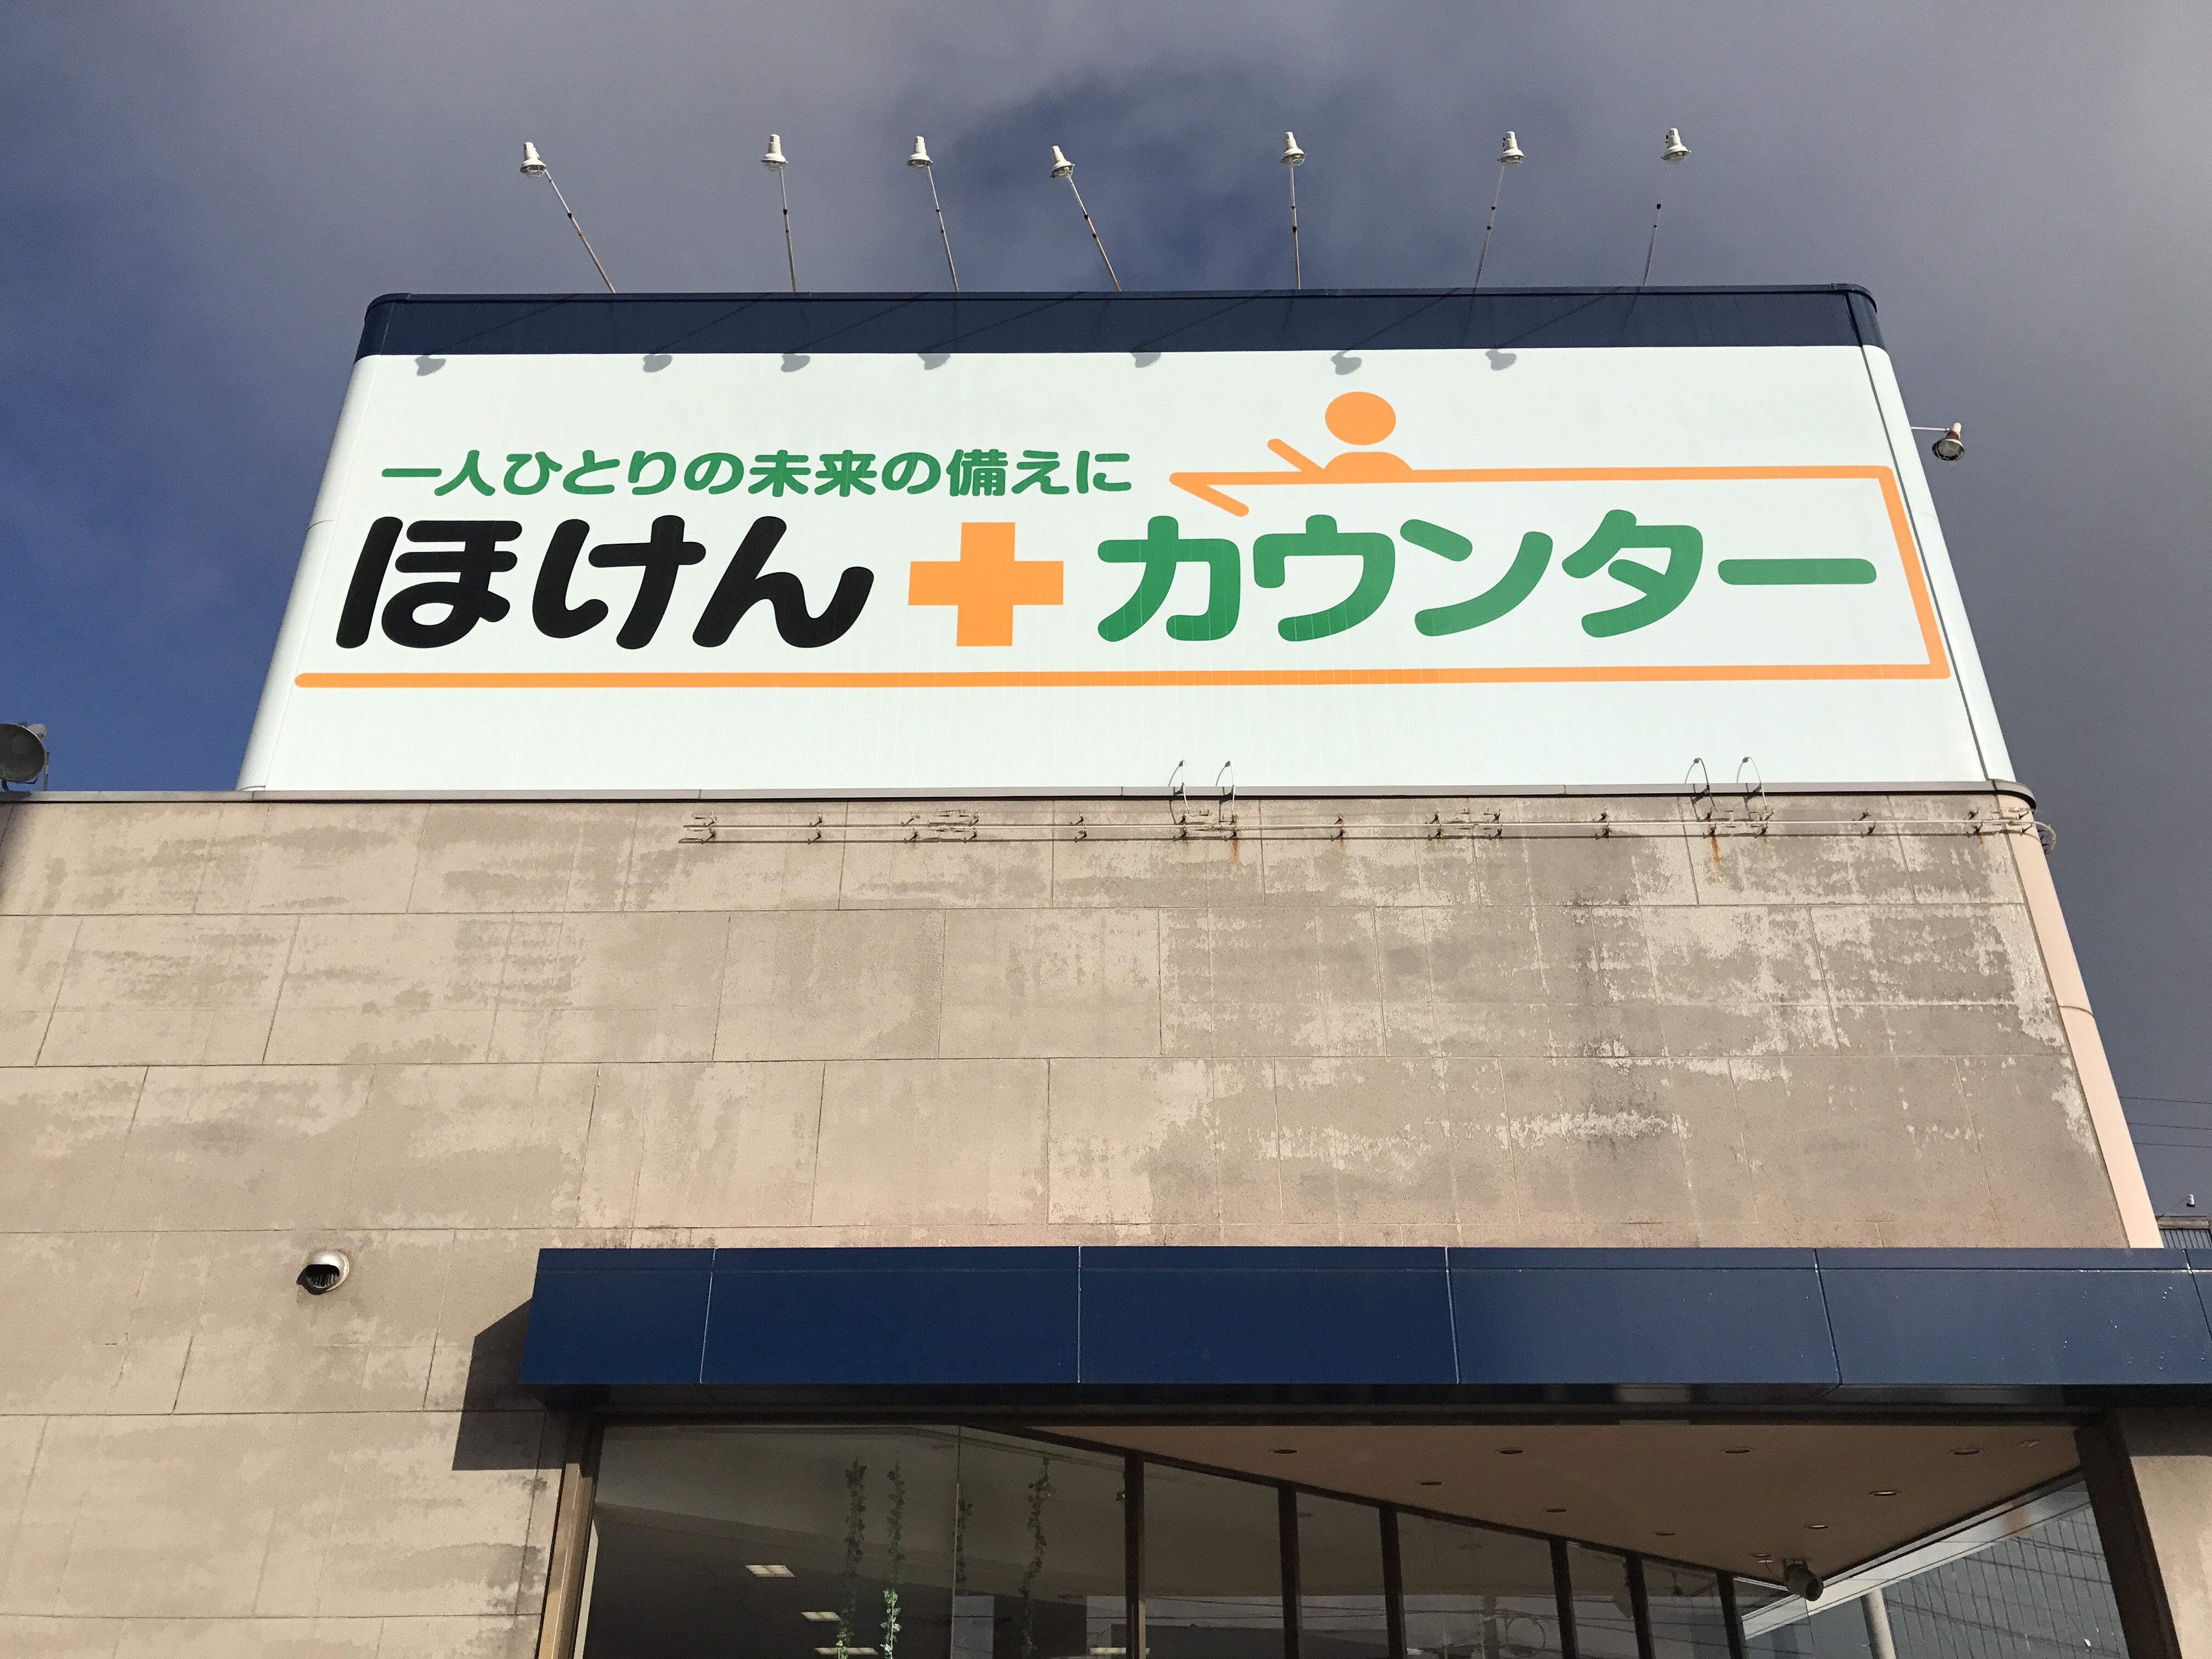 一人ひとりの未来の備えに
ほけん+カウンター